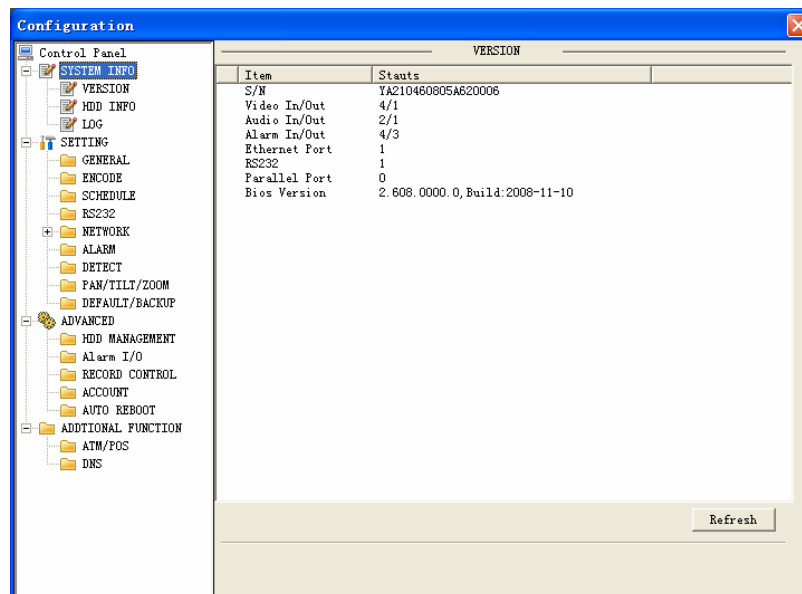 Configuration
Control Panel
SYSTEM INFO
VERSION
HDD INFO
LOG
SETTING
GENERAL
ENCODE
SCHEDULE
RS232
NETWORK
ALARM
DETECT
PAN/TILT/ZOOM
DEFAULT/BACKUP
ADVANCED
HDD MANAGEMENT
Alarm I/O
RECORD CONTROL
ACCOUNT
AUTO REBOOT
ADDTIONAL FUNCTION
ATM/POS
DNS
VERSION
Item Stauts
S/N YA210460805A620006
Video In/Out 4/1
Audio In/Out 2/1
Alarm In/Out 4/3
Ethernet Port 1
RS232 1
Parallel Port 0
Bios Version 2.608.0000.0,Build:2008-11-10
Refresh